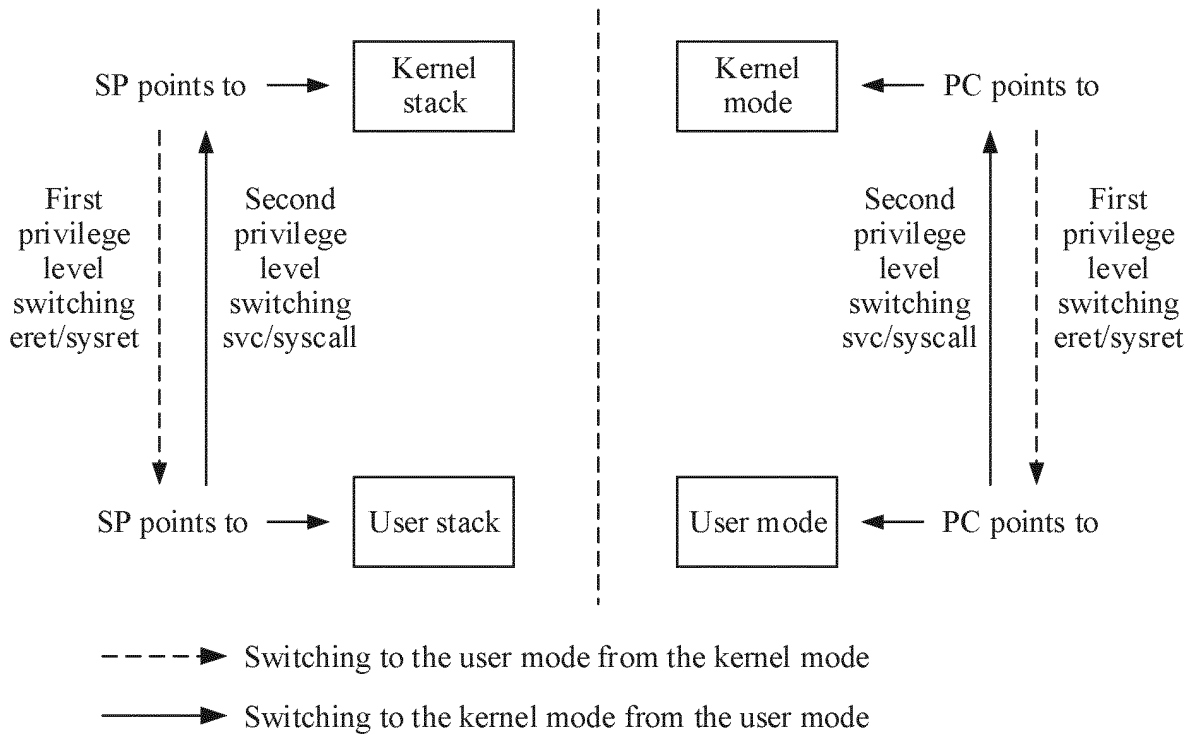 SP points to
Kernel
stack
Kernel
mode
PC points to
First
privilege
level
switching
eret/sysret
Second
privilege
level
switching
svc/syscall
Second
privilege
level
switching
svc/syscall
First
privilege
level
switching
eret/sysret
SP points to
User stack
User mode
PC points to
Switching to the user mode from the kernel mode
Switching to the kernel mode from the user mode